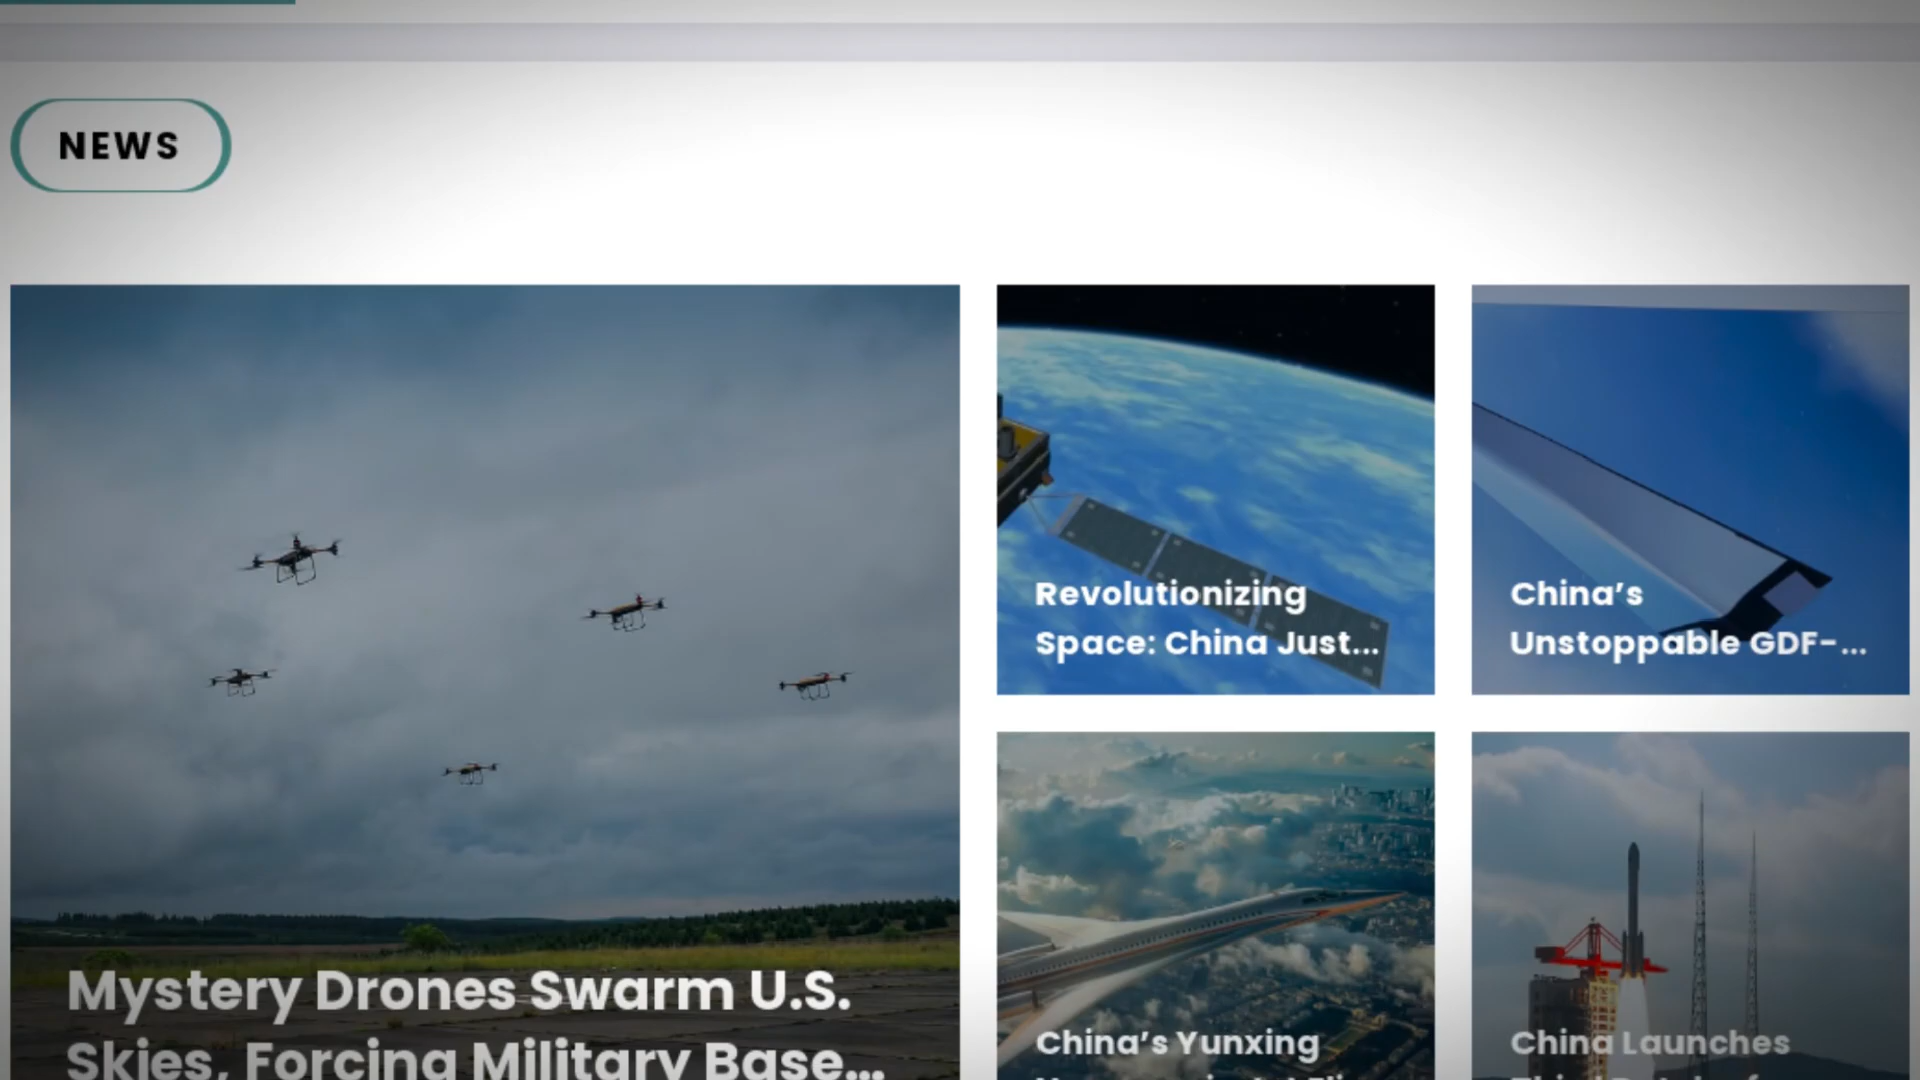 NEWS
Mystery Drones Swarm U.S.
Skies, Forcing Military Base...
Revolutionizing
Space: China Just...
China’s
Unstoppable GDF-...
China’s Yunxing
China Launches